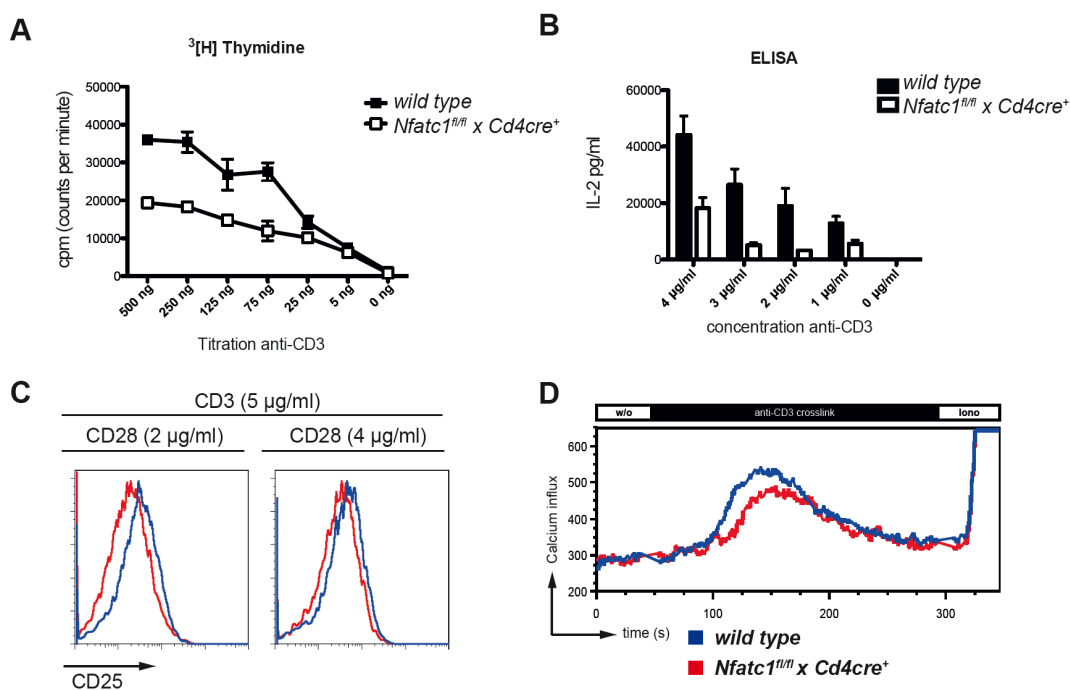 A
³[H] Thymidine
50000
40000
30000
20000
10000
0
cpm (counts per minute)
500 ng
250 ng
125 ng
75 ng
25 ng
5 ng
0 ng
Titration anti-CD3
wild type
Nfatc1fl/fl x Cd4cre+
B
ELISA
60000
40000
20000
0
IL-2 pg/ml
4 µg/ml
3 µg/ml
2 µg/ml
1 µg/ml
0 µg/ml
concentration anti-CD3
wild type
Nfatc1fl/fl x Cd4cre+
C
CD3 (5 µg/ml)
CD28 (2 µg/ml)
CD28 (4 µg/ml)
CD25
D
w/o
anti-CD3 crosslink
Iono
600
500
400
300
200
Calcium influx
0
100
200
300
time (s)
wild type
Nfatc1fl/fl x Cd4cre+